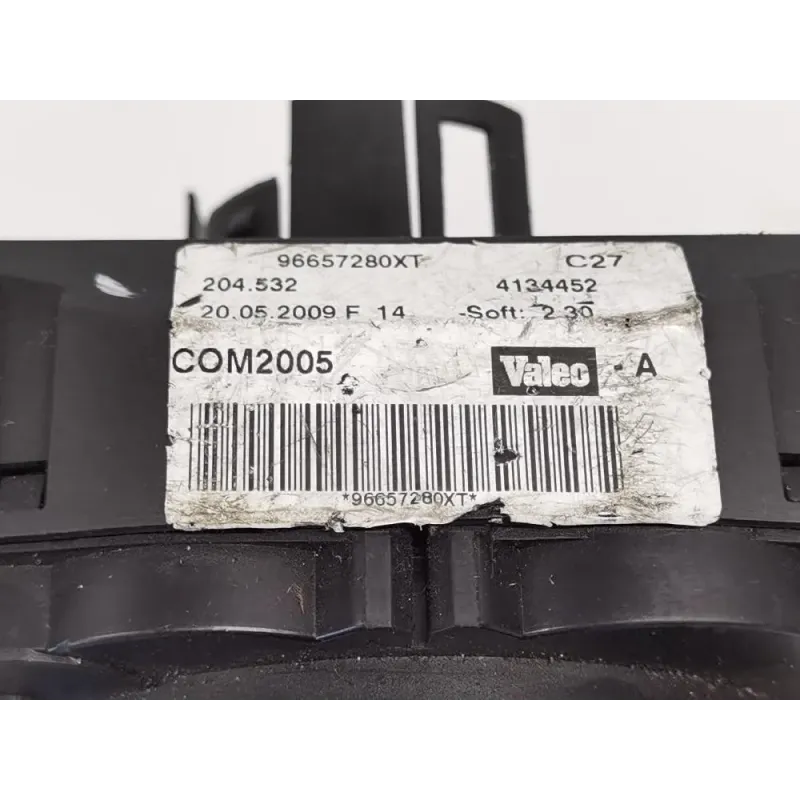 96657280XT C27
204.532 4134452
20.05.2009 F 14 -Soft: 2.30
COM2005 Valeo - A
*96657280XT*